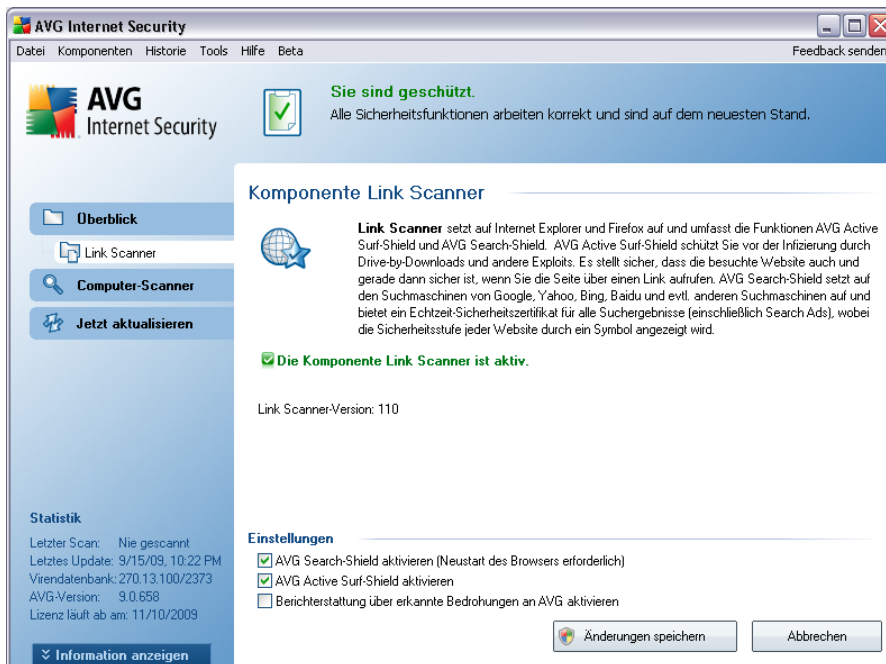 AVG Internet Security
Datei Komponenten Historie Tools Hilfe Beta
Feedback senden
AVG
Internet Security
Sie sind geschützt.
Alle Sicherheitsfunktionen arbeiten korrekt und sind auf dem neuesten Stand.
Überblick
Link Scanner
Computer-Scanner
Jetzt aktualisieren
Komponente Link Scanner
Link Scanner setzt auf Internet Explorer und Firefox auf und umfasst die Funktionen AVG Active
Surf-Shield und AVG Search-Shield. AVG Active Surf-Shield schützt Sie vor der Infizierung durch
Drive-by-Downloads und andere Exploits. Es stellt sicher, dass die besuchte Website auch und
gerade dann sicher ist, wenn Sie die Seite über einen Link aufrufen. AVG Search-Shield setzt auf
den Suchmaschinen von Google, Yahoo, Bing, Baidu und evtl. anderen Suchmaschinen auf und
bietet ein Echtzeit-Sicherheitszertifikat für alle Suchergebnisse (einschließlich Search Ads), wobei
die Sicherheitsstufe jeder Website durch ein Symbol angezeigt wird.
Die Komponente Link Scanner ist aktiv.
Link Scanner-Version: 110
Statistik
Letzter Scan: Nie gescannt
Letztes Update: 9/15/09, 10:22 PM
Virendatenbank: 270.13.100/2373
AVG-Version: 9.0.658
Lizenz läuft ab am: 11/10/2009
Information anzeigen
Einstellungen
AVG Search-Shield aktivieren (Neustart des Browsers erforderlich)
AVG Active Surf-Shield aktivieren
Berichterstattung über erkannte Bedrohungen an AVG aktivieren
Änderungen speichern
Abbrechen